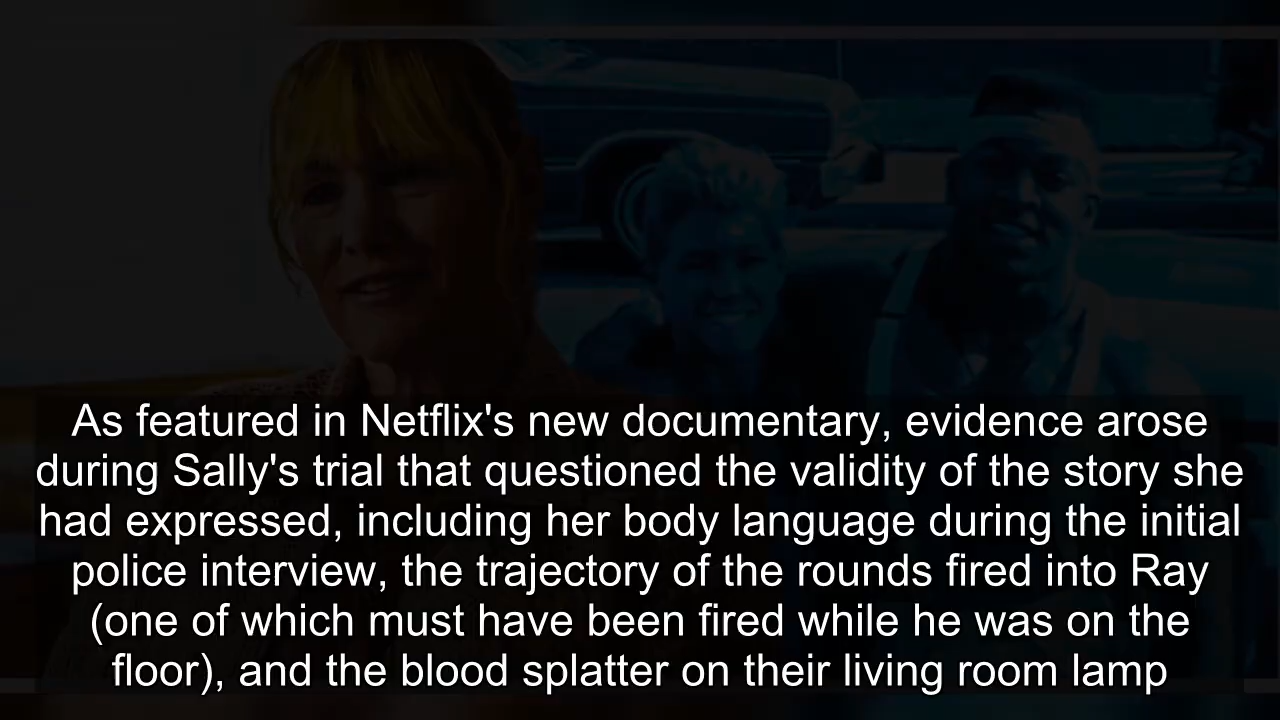 As featured in Netflix's new documentary, evidence arose
during Sally's trial that questioned the validity of the story she
had expressed, including her body language during the initial
police interview, the trajectory of the rounds fired into Ray
(one of which must have been fired while he was on the
floor), and the blood splatter on their living room lamp